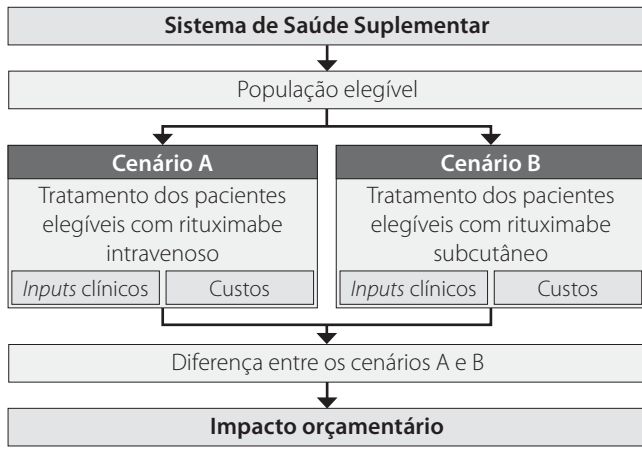 Sistema de Saúde Suplementar
População elegível
Cenário A
Tratamento dos pacientes
elegíveis com rituximabe
intravenoso
Inputs clínicos
Custos
Cenário B
Tratamento dos pacientes
elegíveis com rituximabe
subcutâneo
Inputs clínicos
Custos
Diferença entre os cenários A e B
Impacto orçamentário